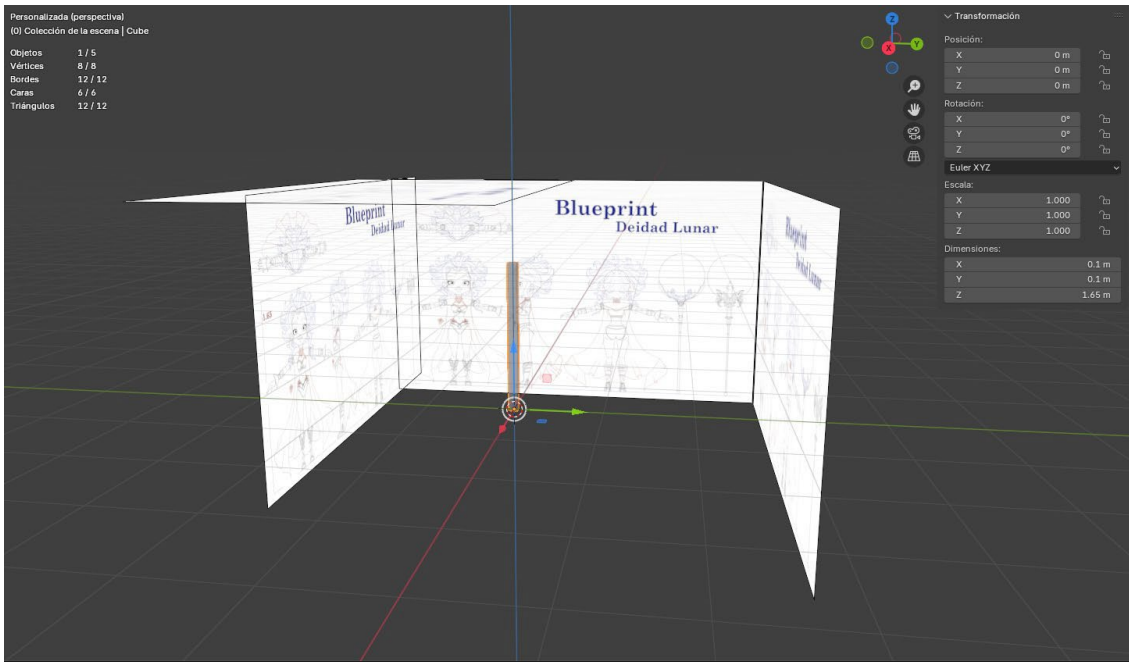 Personalizada (perspectiva)
(0) Colección de la escena | Cube
Objetos 1 / 5
Vértices 8 / 8
Bordes 12 / 12
Caras 6 / 6
Triángulos 12 / 12
Z
X
Y
Transformación
Posición:
X 0 m
Y 0 m
Z 0 m
Rotación:
X 0°
Y 0°
Z 0°
Euler XYZ
Escala:
X 1.000
Y 1.000
Z 1.000
Dimensiones:
X 0.1 m
Y 0.1 m
Z 1.65 m
Blueprint
Deidad Lunar
Blueprint
Deidad Lunar
Blueprint
Deidad Lunar
1.65